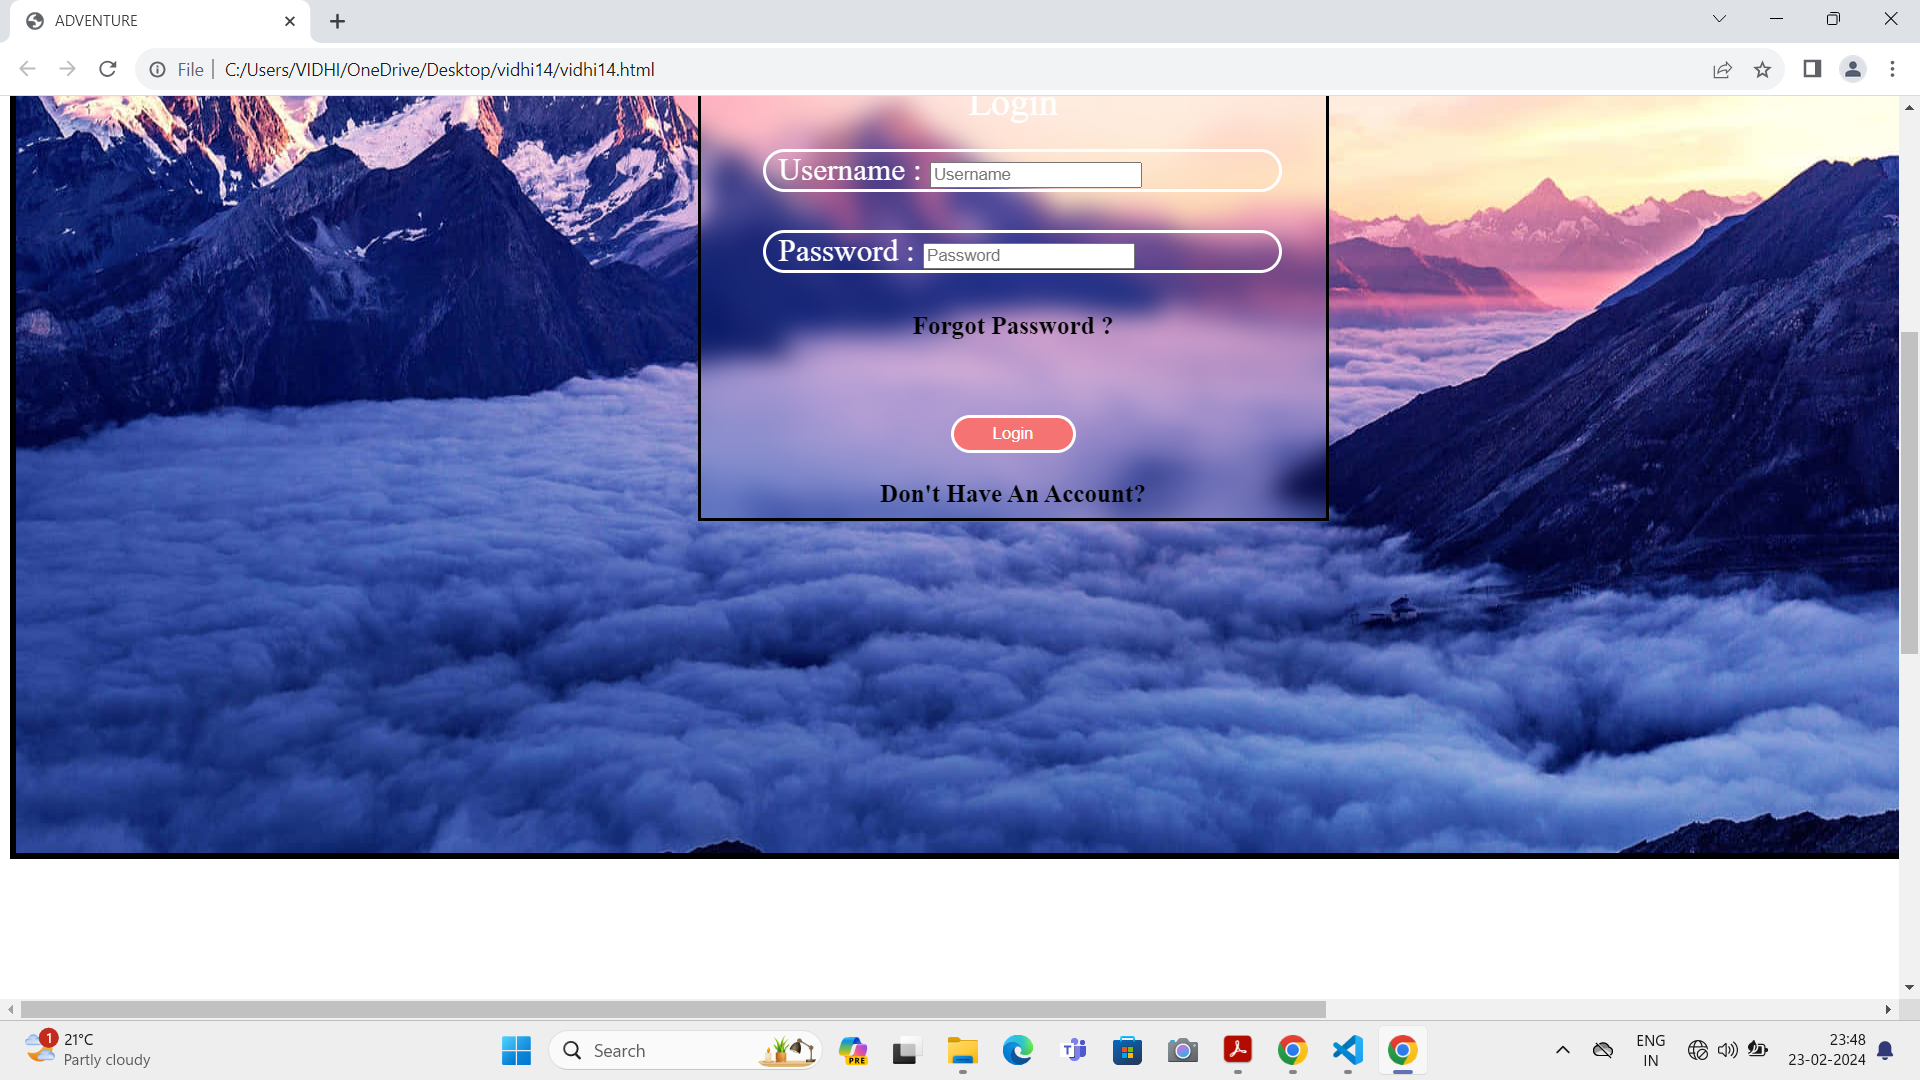 ADVENTURE
File
C:/Users/VIDHI/OneDrive/Desktop/vidhi14/vidhi14.html
Login
Username :
Username
Password :
Password
Forgot Password ?
Login
Don't Have An Account?
1
21°C
Partly cloudy
Search
PRE
ENG
IN
23:48
23-02-2024